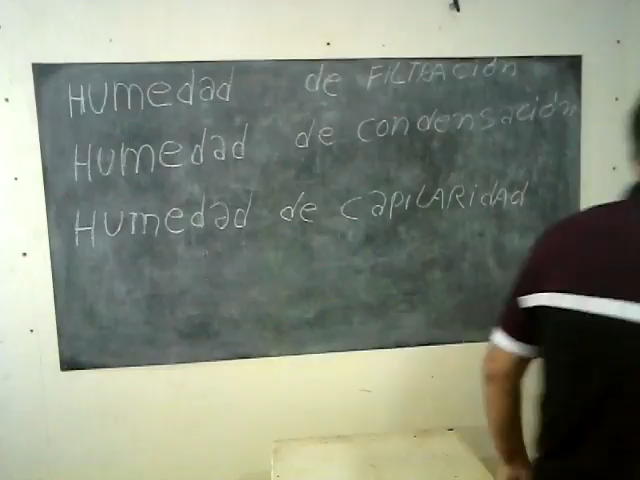 HUmEdad de FILTRAción
HUmEdad de condensación
HUmEdad de CAPILARidAd